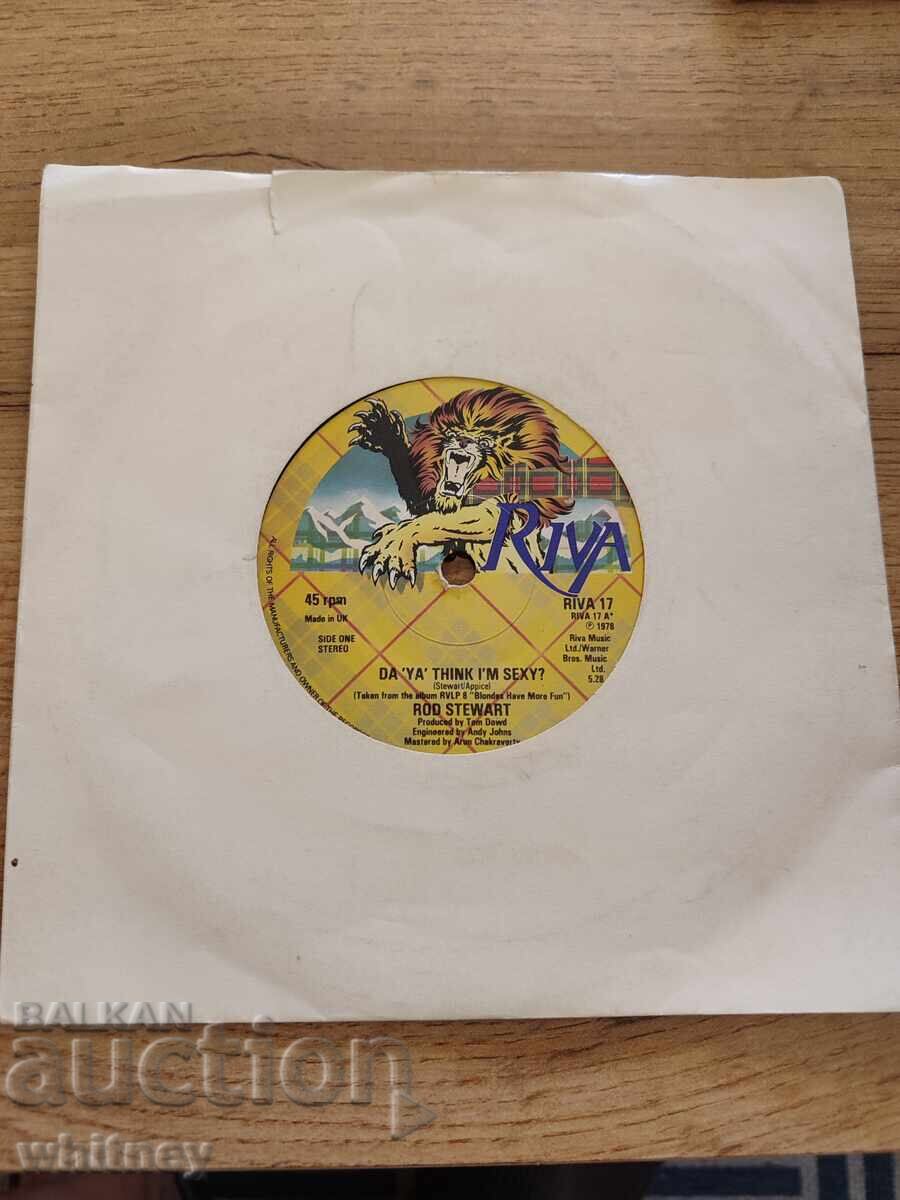 RIVA
45 rpm
Made in UK
SIDE ONE
STEREO
RIVA 17
RIVA 17 A*
℗ 1978
Riva Music
Ltd./Warner
Bros. Music
Ltd.
5.28
ALL RIGHTS OF THE MANUFACTURERS AND OWNER OF THE
DA 'YA' THINK I'M SEXY?
(Stewart/Appice)
(Taken from the album RVLP 8 "Blondes Have More Fun")
ROD STEWART
Produced by Tom Dowd
Engineered by Andy Johns
Mastered by Arun Chakraverty
BALKAN
auction
whitney